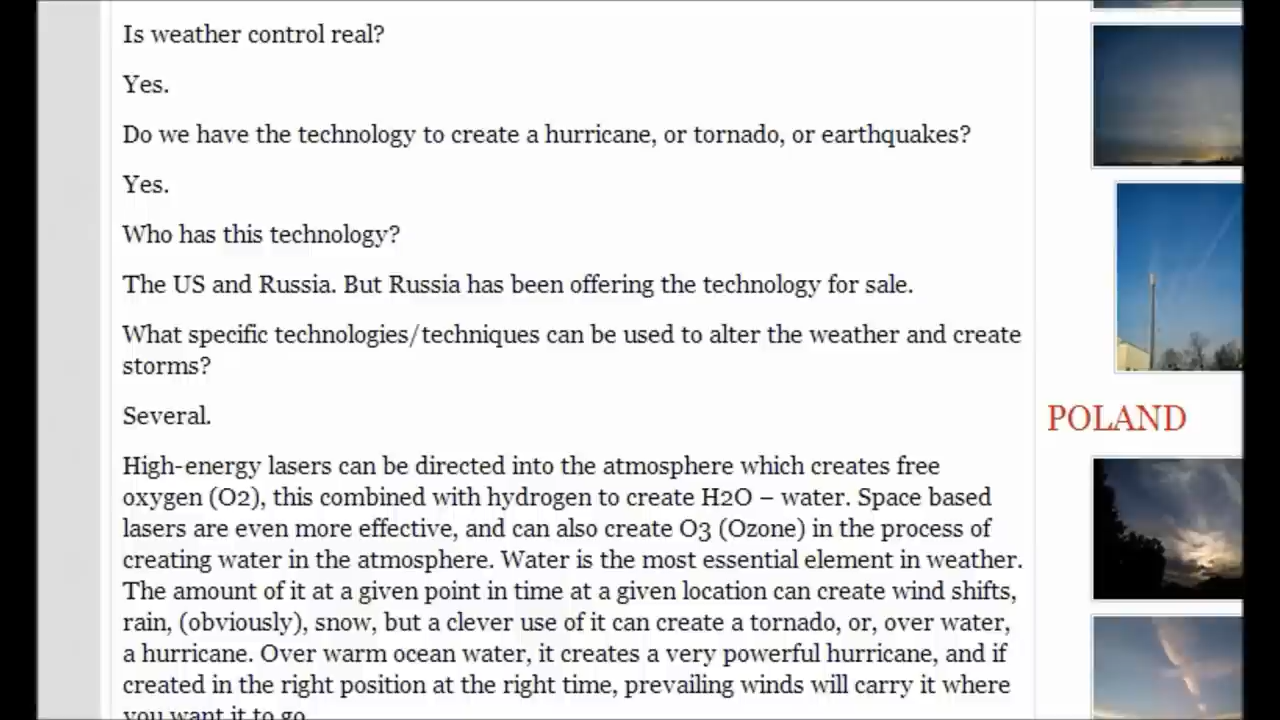 Is weather control real?
Yes.
Do we have the technology to create a hurricane, or tornado, or earthquakes?
Yes.
Who has this technology?
The US and Russia. But Russia has been offering the technology for sale.
What specific technologies/techniques can be used to alter the weather and create
storms?
Several.
POLAND
High-energy lasers can be directed into the atmosphere which creates free
oxygen (O2), this combined with hydrogen to create H2O – water. Space based
lasers are even more effective, and can also create O3 (Ozone) in the process of
creating water in the atmosphere. Water is the most essential element in weather.
The amount of it at a given point in time at a given location can create wind shifts,
rain, (obviously), snow, but a clever use of it can create a tornado, or, over water,
a hurricane. Over warm ocean water, it creates a very powerful hurricane, and if
created in the right position at the right time, prevailing winds will carry it where
you want it to go